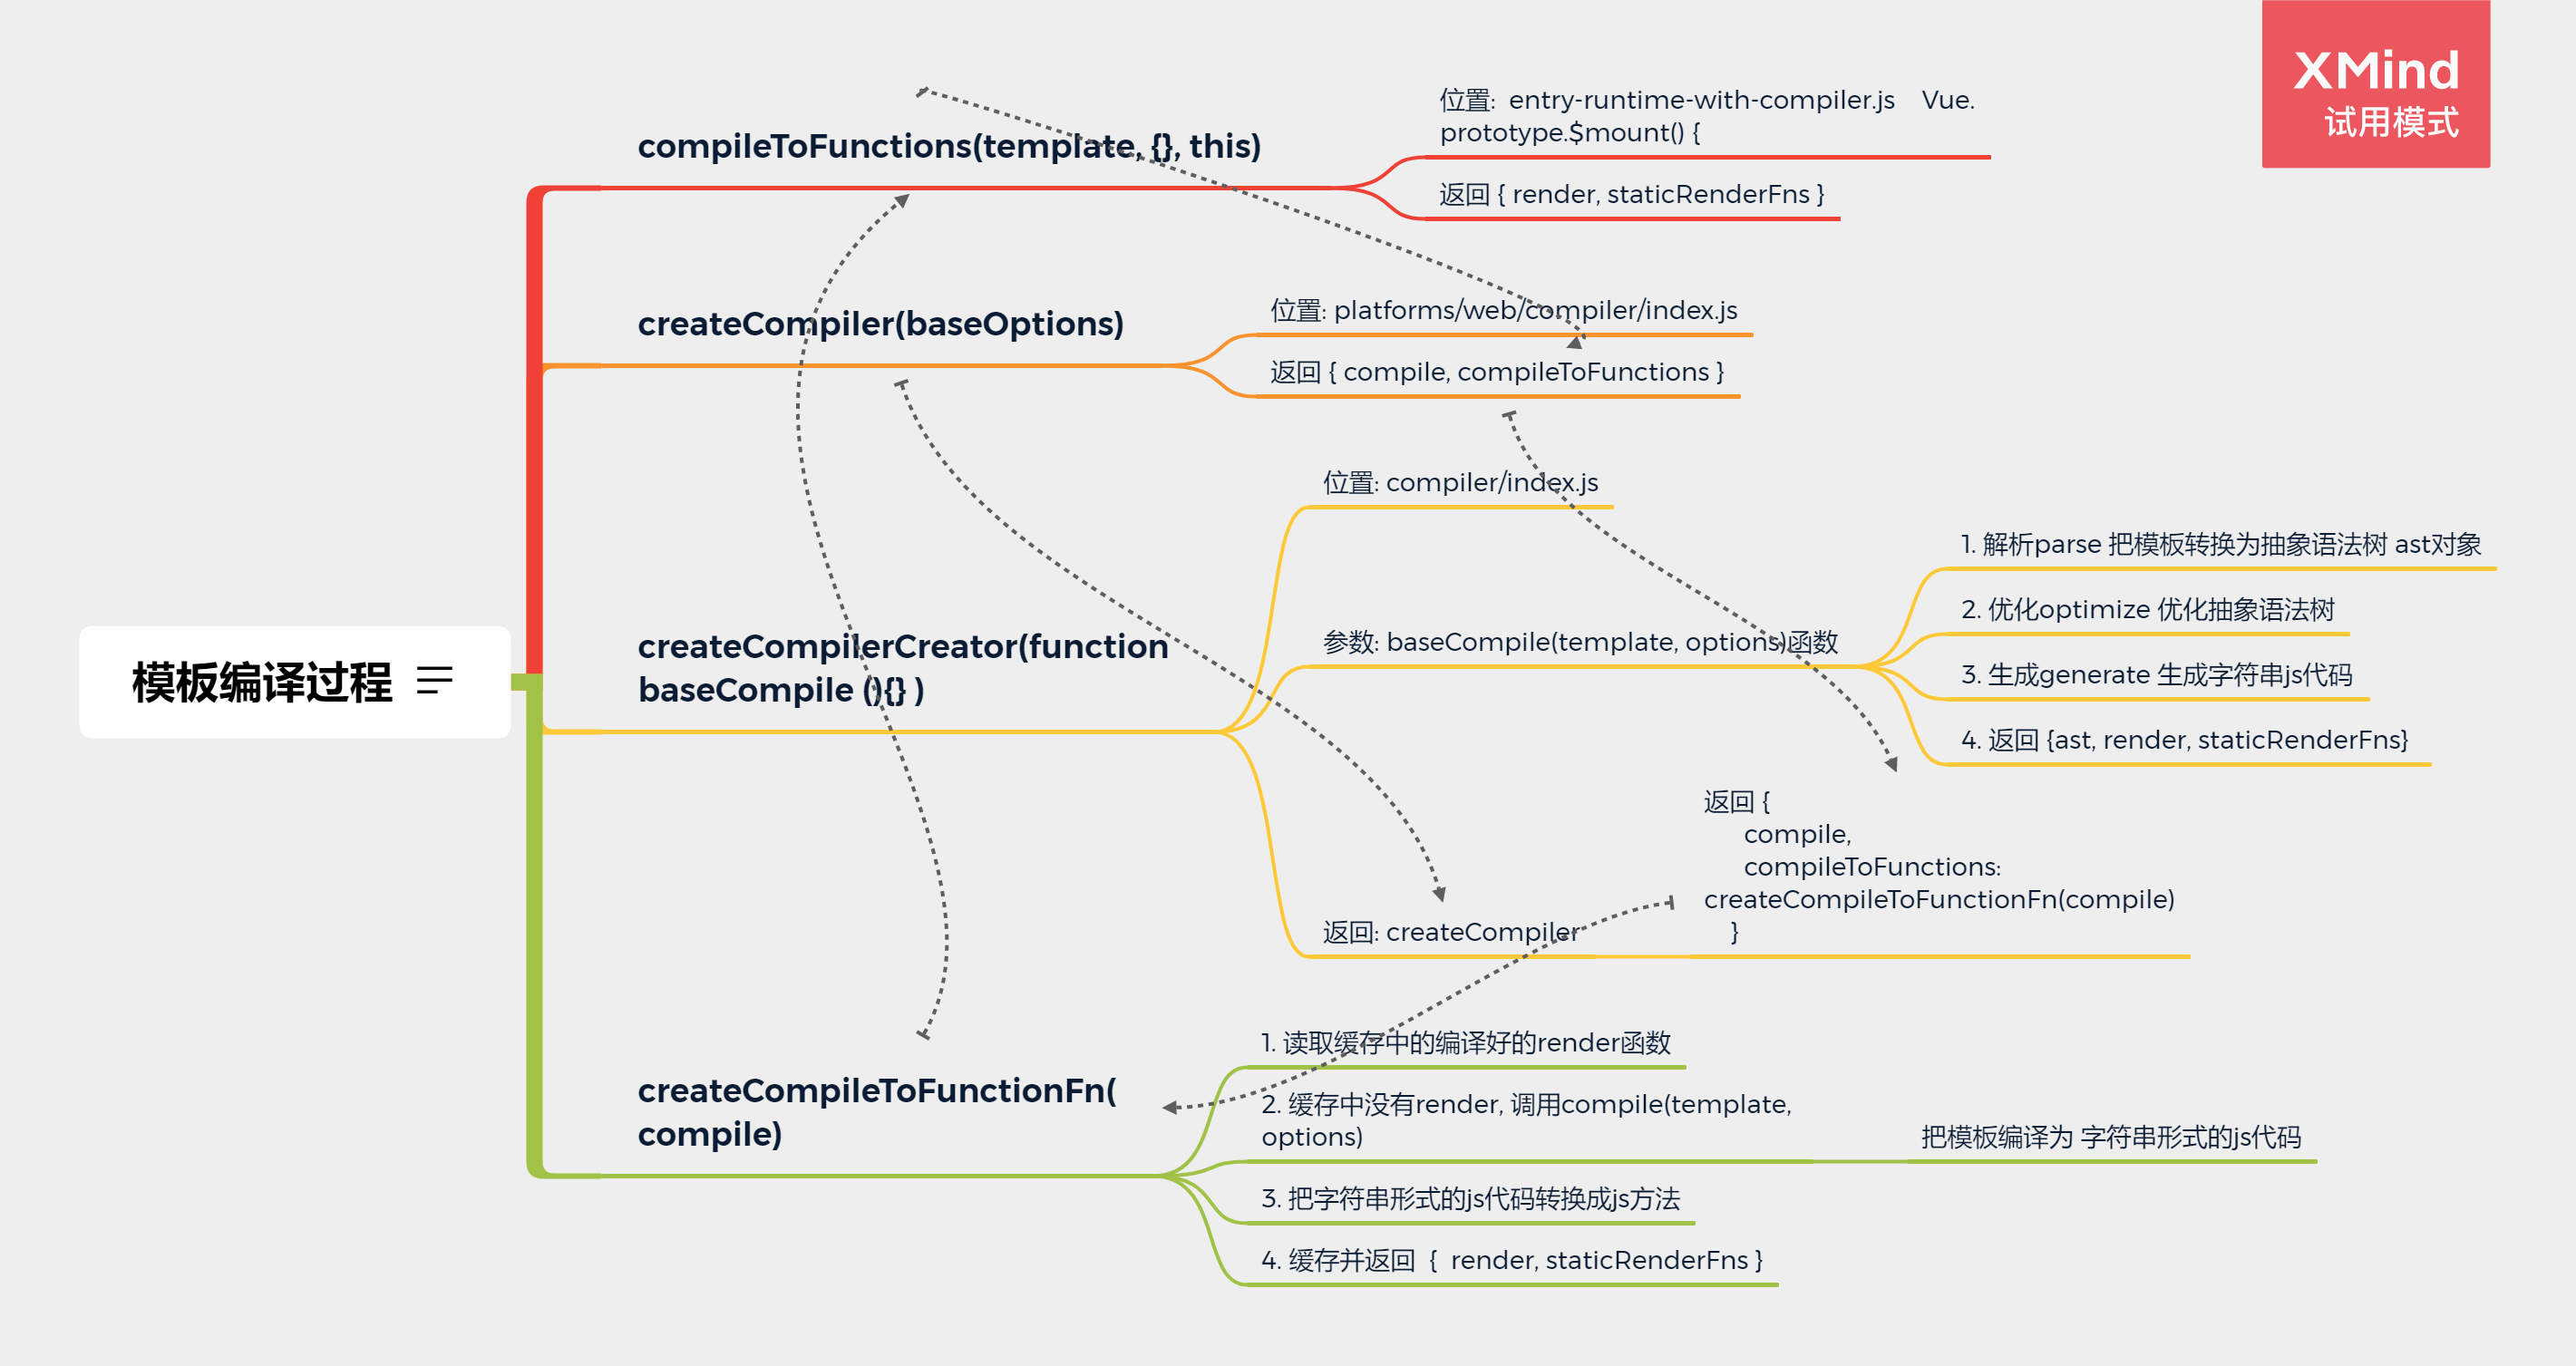 XMind
试用模式
模板编译过程
compileToFunctions(template, {}, this)
位置:  entry-runtime-with-compiler.js    Vue.
prototype.$mount() {
返回 { render, staticRenderFns }
createCompiler(baseOptions)
位置: platforms/web/compiler/index.js
返回 { compile, compileToFunctions }
createCompilerCreator(function
baseCompile (){} )
位置: compiler/index.js
参数: baseCompile(template, options)函数
1. 解析parse 把模板转换为抽象语法树 ast对象
2. 优化optimize 优化抽象语法树
3. 生成generate 生成字符串js代码
4. 返回 {ast, render, staticRenderFns}
返回: createCompiler
返回 {
compile,
compileToFunctions:
createCompileToFunctionFn(compile)
}
createCompileToFunctionFn(
compile)
1. 读取缓存中的编译好的render函数
2. 缓存中没有render, 调用compile(template,
options)
把模板编译为 字符串形式的js代码
3. 把字符串形式的js代码转换成js方法
4. 缓存并返回  {  render, staticRenderFns }